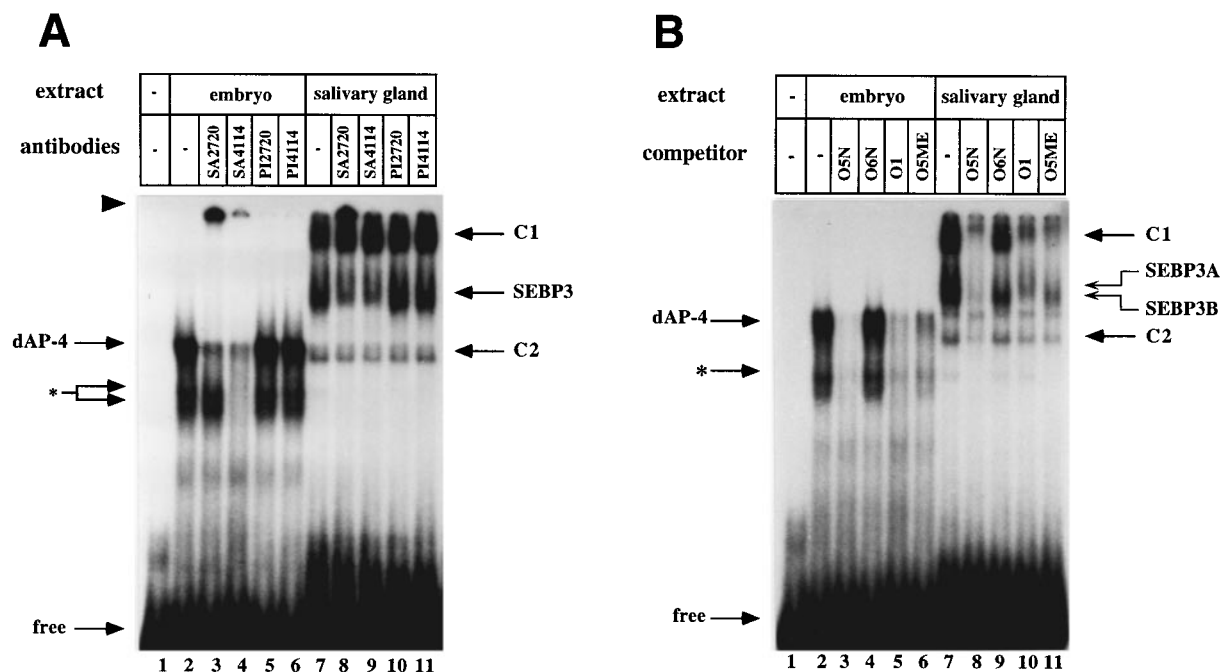 A
extract - embryo salivary gland
antibodies - - SA2720 SA4114 PI2720 PI4114 - SA2720 SA4114 PI2720 PI4114
C1
SEBP3
dAP-4
C2
*
free
1 2 3 4 5 6 7 8 9 10 11
B
extract - embryo salivary gland
competitor - - O5N O6N O1 O5ME - O5N O6N O1 O5ME
C1
SEBP3A
SEBP3B
dAP-4
C2
*
free
1 2 3 4 5 6 7 8 9 10 11